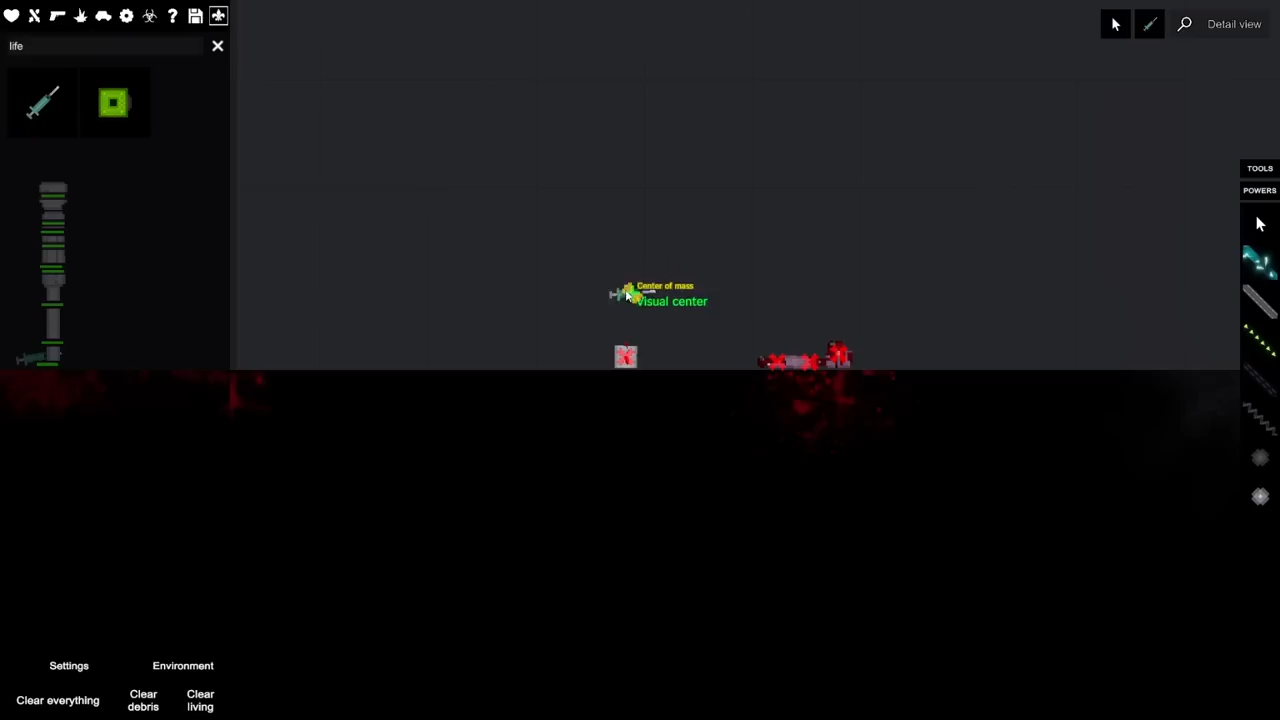 life
Detail view
TOOLS
POWERS
Center of mass
Visual center
Settings
Environment
Clear everything
Clear
debris
Clear
living